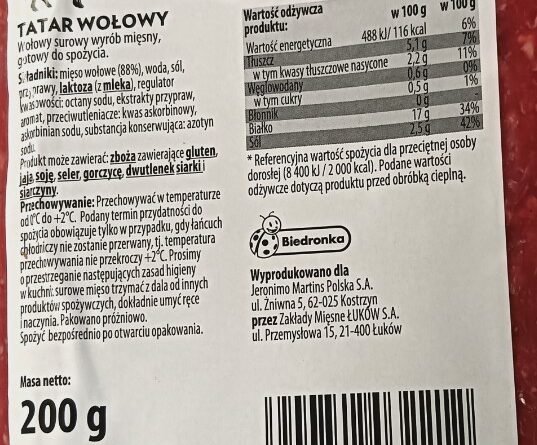 TATAR WOŁOWY
Wołowy surowy wyrób mięsny,
gotowy do spożycia.
Składniki: mięso wołowe (88%), woda, sól,
przyprawy, laktoza (z mleka), regulator
kwasowości: octany sodu, ekstrakty przypraw,
aromat, przeciwutleniacze: kwas askorbinowy,
askorbinian sodu, substancja konserwująca: azotyn
sodu.
Produkt może zawierać: zboża zawierające gluten,
jaja, soję, seler, gorczycę, dwutlenek siarki i
siarczyny.
Przechowywanie: Przechowywać w temperaturze
od 0°C do +2°C. Podany termin przydatności do
spożycia obowiązuje tylko w przypadku, gdy łańcuch
chłodniczy nie zostanie przerwany, tj. temperatura
przechowywania nie przekroczy +2°C. Prosimy
o przestrzeganie następujących zasad higieny
w kuchni: surowe mięso trzymać z dala od innych
produktów spożywczych, dokładnie umyć ręce
i naczynia. Pakowano próżniowo.
Spożyć bezpośrednio po otwarciu opakowania.
Masa netto:
200 g
Wartość odżywcza w 100 g w 100 g
produktu:
Wartość energetyczna 488 kJ/ 116 kcal 6%
Tłuszcz 5,1 g 7%
w tym kwasy tłuszczowe nasycone 2,2 g 11%
Węglowodany 0,6 g 0%
w tym cukry 0,5 g 1%
Błonnik 0 g -
Białko 17 g 34%
Sól 2,5 g 42%
* Referencyjna wartość spożycia dla przeciętnej osoby
dorosłej (8 400 kJ / 2 000 kcal). Podane wartości
odżywcze dotyczą produktu przed obróbką cieplną.
Biedronka
Wyprodukowano dla
Jeronimo Martins Polska S.A.
ul. Żniwna 5, 62-025 Kostrzyn
przez Zakłady Mięsne ŁUKÓW S.A.
ul. Przemysłowa 15, 21-400 Łuków